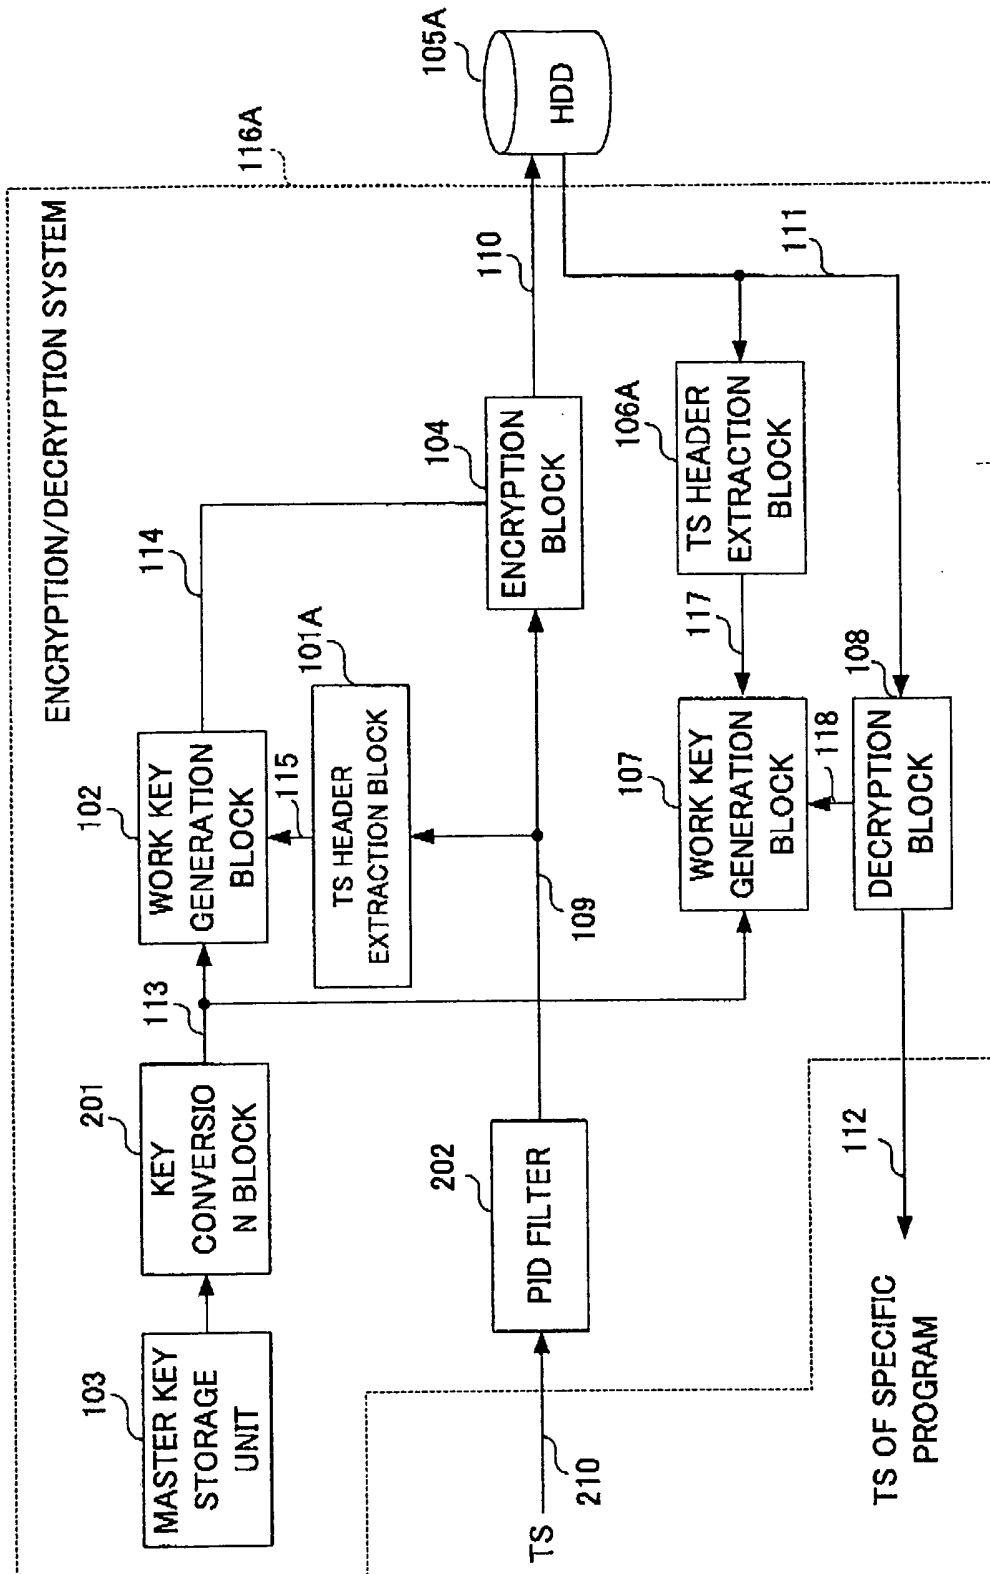 ENCRYPTION/DECRYPTION SYSTEM
116A
103
MASTER KEY
STORAGE
UNIT
201
KEY
CONVERSIO
N BLOCK
113
102
WORK KEY
GENERATION
BLOCK
114
115
101A
TS HEADER
EXTRACTION BLOCK
104
ENCRYPTION
BLOCK
110
105A
HDD
TS
210
202
PID FILTER
109
107
WORK KEY
GENERATION
BLOCK
117
106A
TS HEADER
EXTRACTION
BLOCK
111
118
108
DECRYPTION
BLOCK
112
TS OF SPECIFIC
PROGRAM